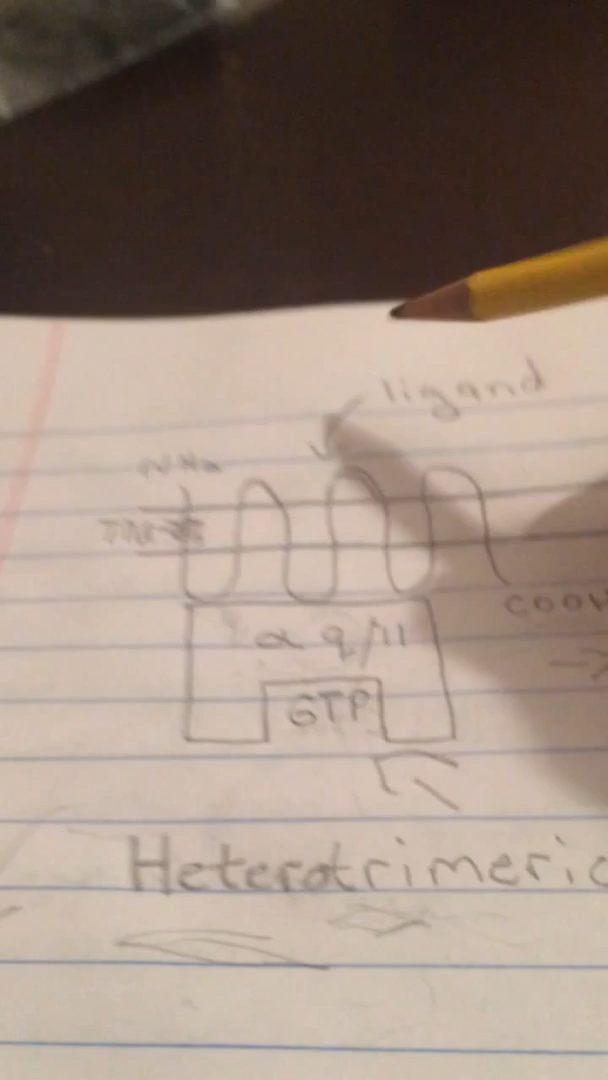 ligand
NH2
COOH
α q/11
GTP
Heterotrimeric